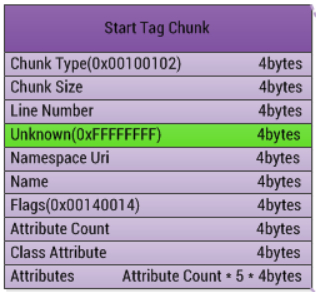 Start Tag Chunk
Chunk Type(0x00100102) 4bytes
Chunk Size 4bytes
Line Number 4bytes
Unknown(0xFFFFFFFF) 4bytes
Namespace Uri 4bytes
Name 4bytes
Flags(0x00140014) 4bytes
Attribute Count 4bytes
Class Attribute 4bytes
Attributes Attribute Count * 5 * 4bytes